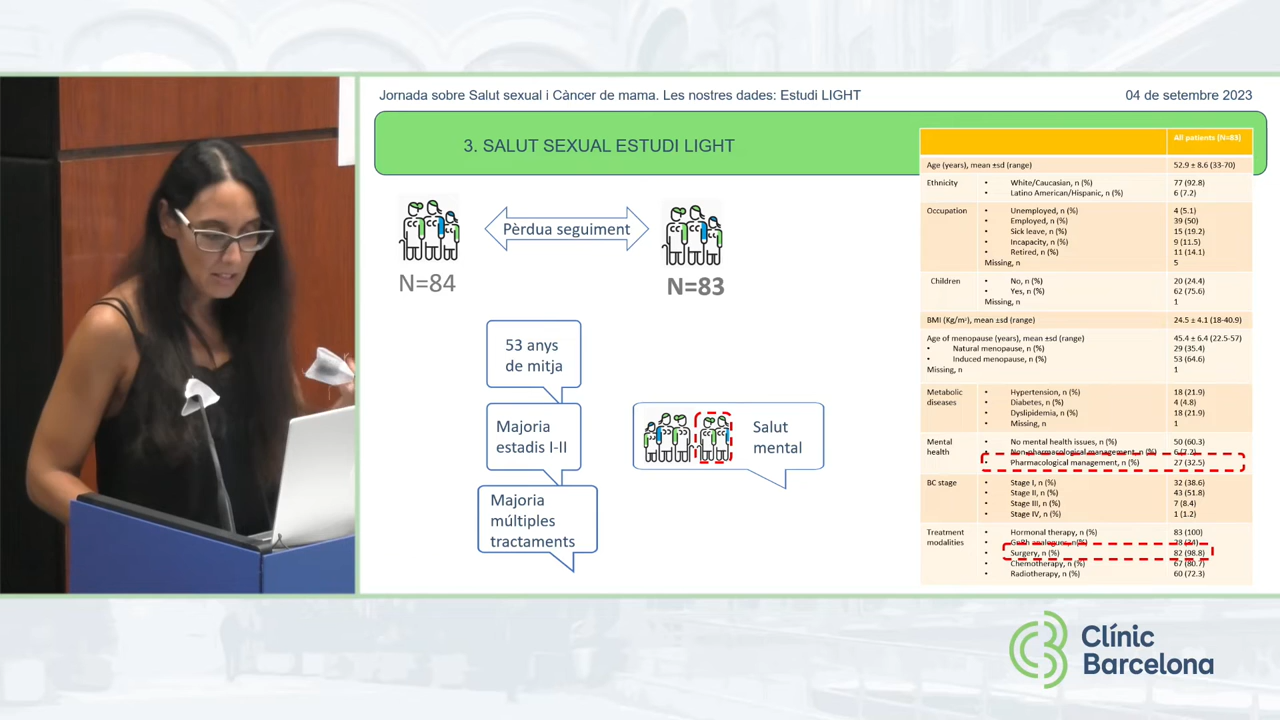 Jornada sobre Salut sexual i Càncer de mama. Les nostres dades: Estudi LIGHT
04 de setembre 2023
3. SALUT SEXUAL ESTUDI LIGHT
Pèrdua seguiment
N=84
N=83
53 anys
de mitja
Majoria
estadis I-II
Majoria
múltiples
tractaments
Salut
mental
All patients (N=83)
Age (years), mean ±sd (range) 52.9 ± 8.6 (33-70)
Ethnicity • White/Caucasian, n (%) 77 (92.8)
• Latino American/Hispanic, n (%) 6 (7.2)
Occupation • Unemployed, n (%) 4 (5.1)
• Employed, n (%) 39 (50)
• Sick leave, n (%) 15 (19.2)
• Incapacity, n (%) 9 (11.5)
• Retired, n (%) 11 (14.1)
Missing, n 5
Children • No, n (%) 20 (24.4)
• Yes, n (%) 62 (75.6)
Missing, n 1
BMI (Kg/m²), mean ±sd (range) 24.5 ± 4.1 (18-40.9)
Age of menopause (years), mean ±sd (range) 45.4 ± 6.4 (22.5-57)
• Natural menopause, n (%) 29 (35.4)
• Induced menopause, n (%) 53 (64.6)
Missing, n 1
Metabolic diseases • Hypertension, n (%) 18 (21.9)
• Diabetes, n (%) 4 (4.8)
• Dyslipidemia, n (%) 18 (21.9)
• Missing, n 1
Mental health • No mental health issues, n (%) 50 (60.3)
• Non-pharmacological management, n (%) 6 (7.2)
• Pharmacological management, n (%) 27 (32.5)
BC stage • Stage I, n (%) 32 (38.6)
• Stage II, n (%) 43 (51.8)
• Stage III, n (%) 7 (8.4)
• Stage IV, n (%) 1 (1.2)
Treatment modalities • Hormonal therapy, n (%) 83 (100)
• GnRh analogues, n(%)
• Surgery, n (%) 82 (98.8)
• Chemotherapy, n (%) 67 (80.7)
• Radiotherapy, n (%) 60 (72.3)
Clínic
Barcelona